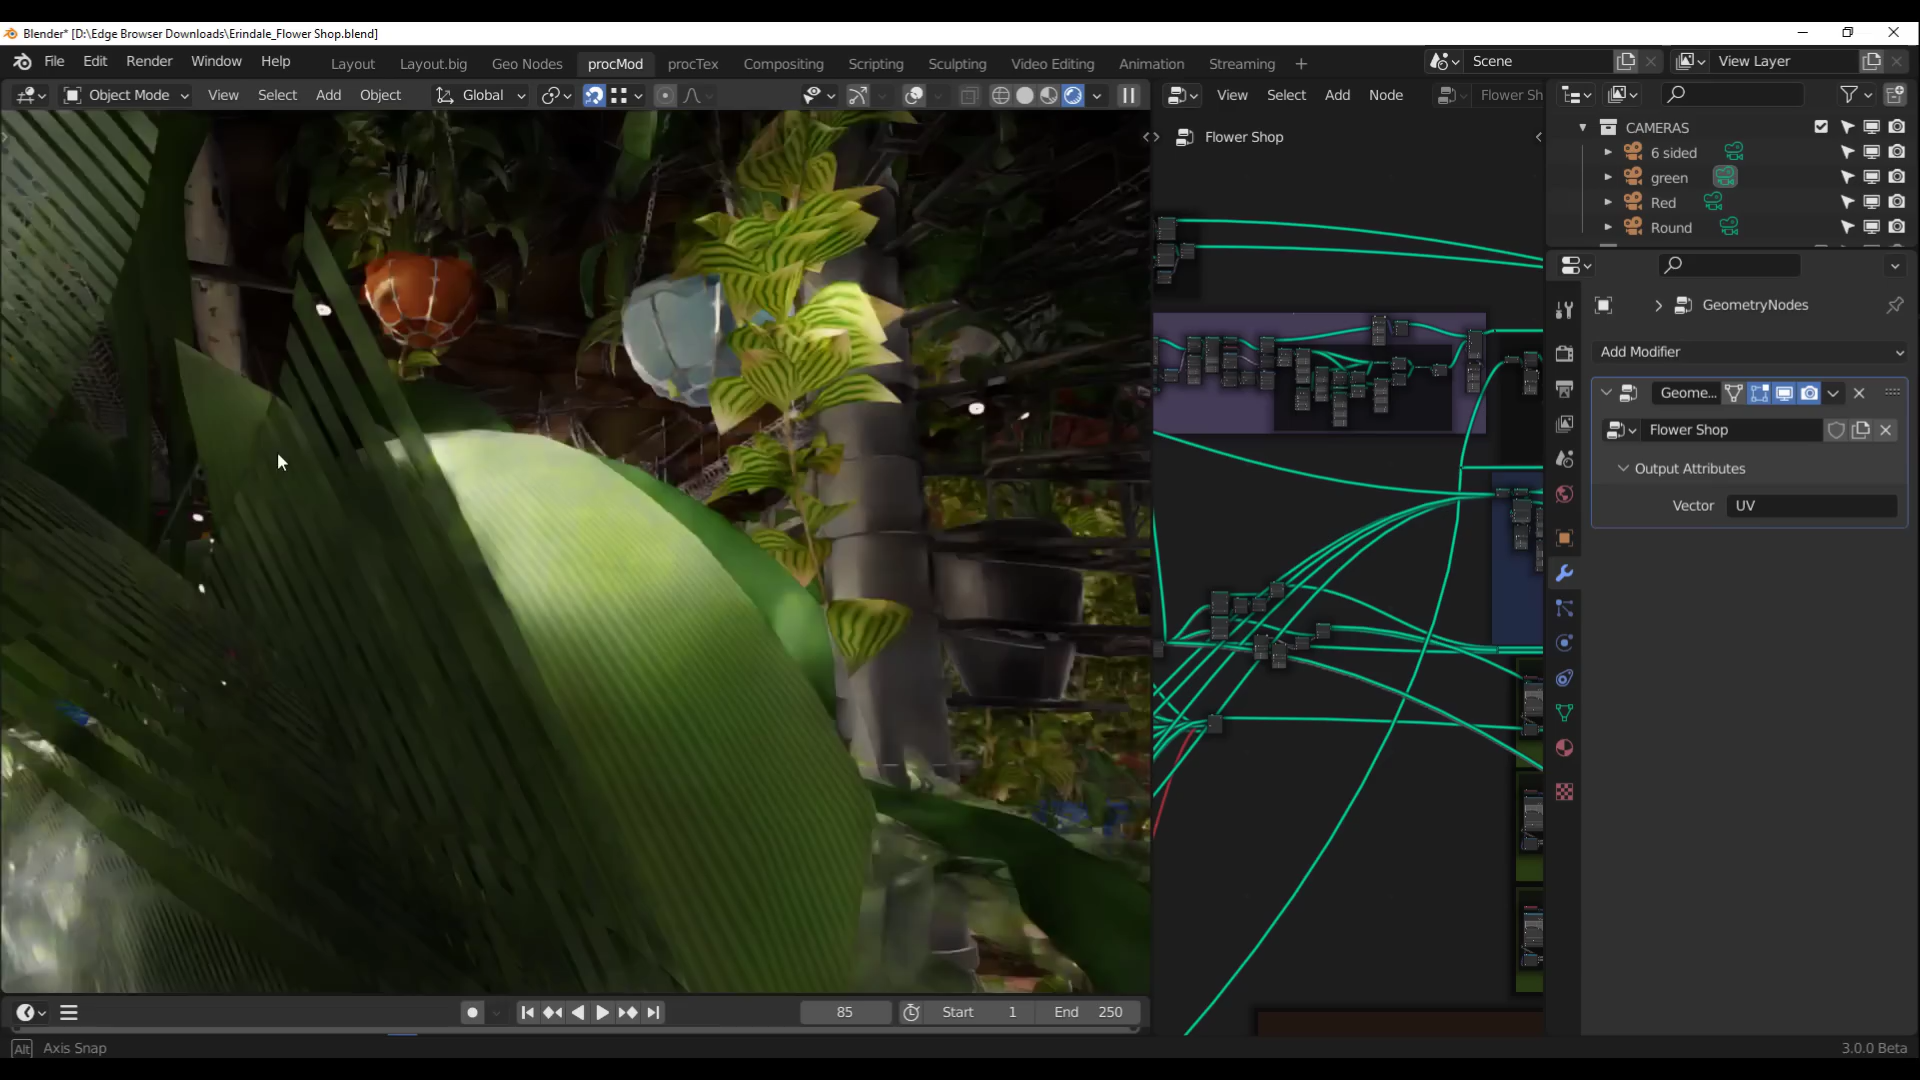 Blender* [D:\Edge Browser Downloads\Erindale_Flower Shop.blend]
File Edit Render Window Help Layout Layout.big Geo Nodes procMod procTex Compositing Shading Scripting Sculpting Video Editing Animation Streaming + Scene View Layer
Object Mode View Select Add Object Global View Select Add Node Flower Sh
Flower Shop
CAMERAS
6 sided
green
Red
Round
GeometryNodes
Add Modifier
Geome...
Flower Shop
Output Attributes
Vector UV
85 Start 1 End 250
Alt Axis Snap 3.0.0 Beta